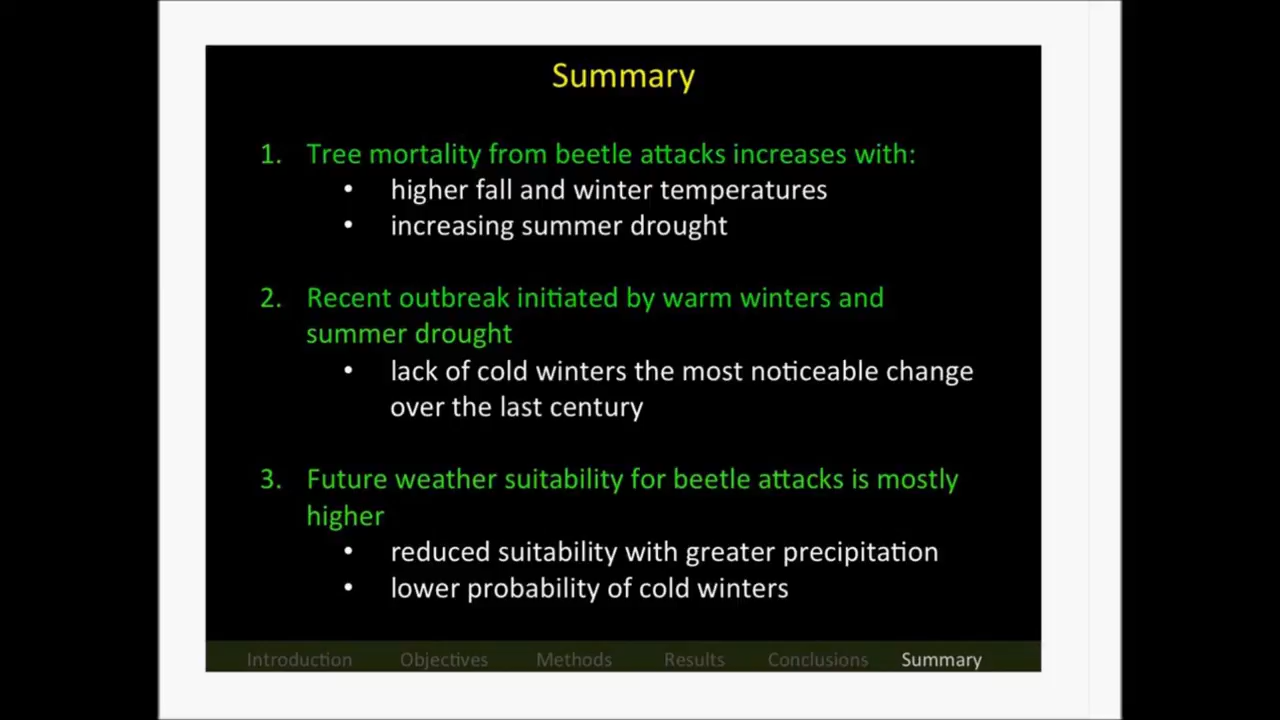 Summary
1. Tree mortality from beetle attacks increases with:
• higher fall and winter temperatures
• increasing summer drought
2. Recent outbreak initiated by warm winters and
summer drought
• lack of cold winters the most noticeable change
over the last century
3. Future weather suitability for beetle attacks is mostly
higher
• reduced suitability with greater precipitation
• lower probability of cold winters
Introduction Objectives Methods Results Conclusions Summary